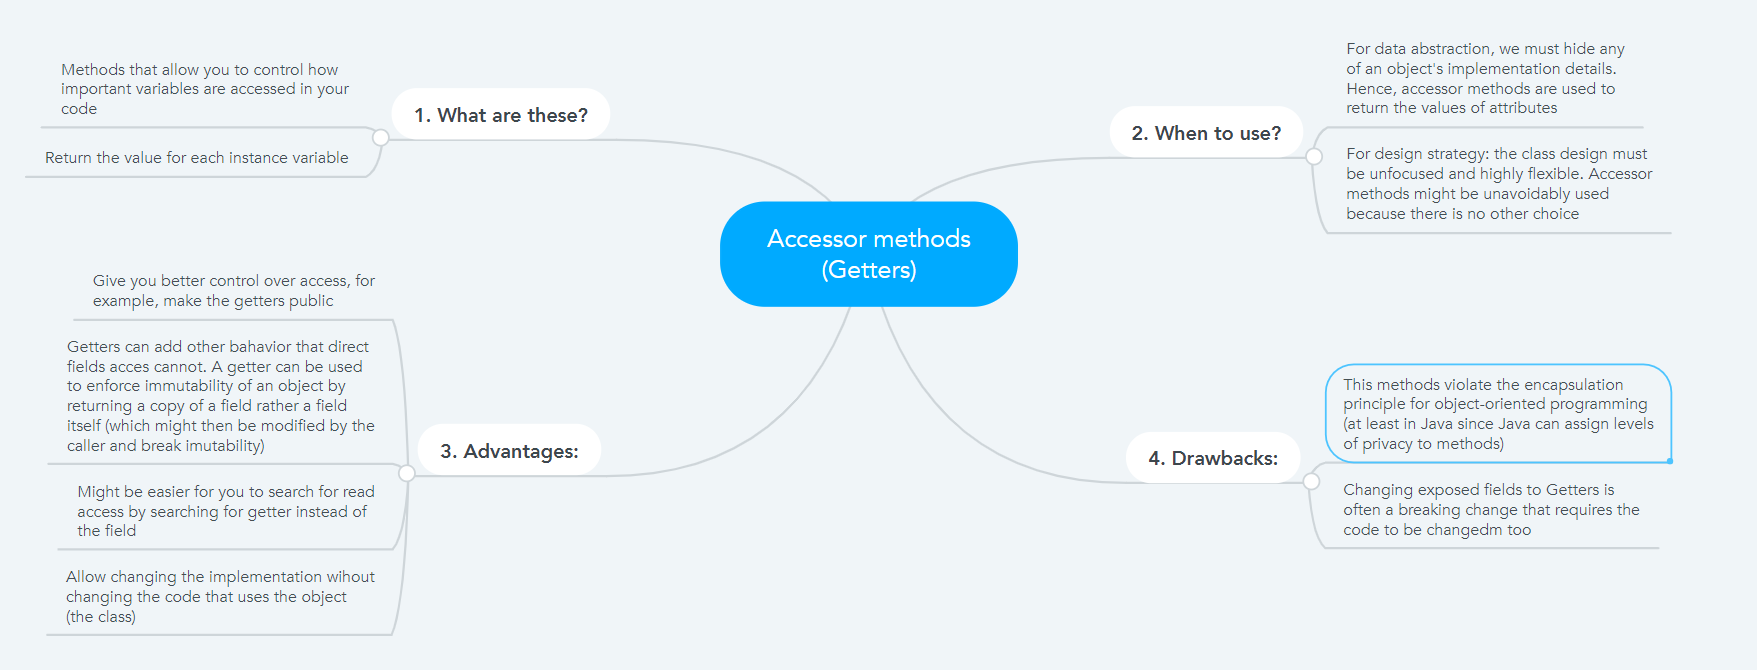 Accessor methods
(Getters)
1. What are these?
Methods that allow you to control how
important variables are accessed in your
code
Return the value for each instance variable
2. When to use?
For data abstraction, we must hide any
of an object's implementation details.
Hence, accessor methods are used to
return the values of attributes
For design strategy: the class design must
be unfocused and highly flexible. Accessor
methods might be unavoidably used
because there is no other choice
3. Advantages:
Give you better control over access, for
example, make the getters public
Getters can add other bahavior that direct
fields acces cannot. A getter can be used
to enforce immutability of an object by
returning a copy of a field rather a field
itself (which might then be modified by the
caller and break imutability)
Might be easier for you to search for read
access by searching for getter instead of
the field
Allow changing the implementation wihout
changing the code that uses the object
(the class)
4. Drawbacks:
This methods violate the encapsulation
principle for object-oriented programming
(at least in Java since Java can assign levels
of privacy to methods)
Changing exposed fields to Getters is
often a breaking change that requires the
code to be changedm too